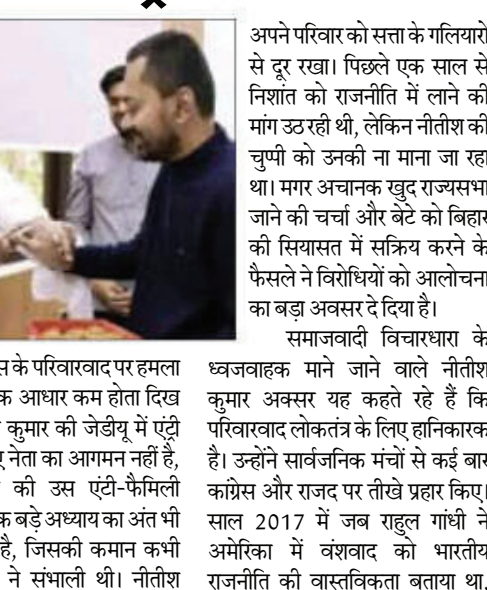 अपने परिवार को सत्ता के गलियारो
से दूर रखा। पिछले एक साल से
निशांत को राजनीति में लाने की
मांग उठ रही थी, लेकिन नीतीश की
चुप्पी को उनकी ना माना जा रहा
था। मगर अचानक खुद राज्यसभा
जाने की चर्चा और बेटे को बिहार
की सियासत में सक्रिय करने के
फैसले ने विरोधियों को आलोचना
का बड़ा अवसर दे दिया है।
समाजवादी विचारधारा के
ध्वजवाहक माने जाने वाले नीतीश
कुमार अक्सर यह कहते रहे हैं कि
परिवारवाद लोकतंत्र के लिए हानिकारक
है। उन्होंने सार्वजनिक मंचों से कई बार
कांग्रेस और राजद पर तीखे प्रहार किए।
साल 2017 में जब राहुल गांधी ने
अमेरिका में वंशवाद को भारतीय
राजनीति की वास्तविकता बताया था,
के परिवारवाद पर हमला
आधार कम होता दिख
कुमार की जेडीयू में एंट्री
नेता का आगमन नहीं है,
की उस एंटी-फैमिली
बड़े अध्याय का अंत भी
है, जिसकी कमान कभी
ने संभाली थी। नीतीश